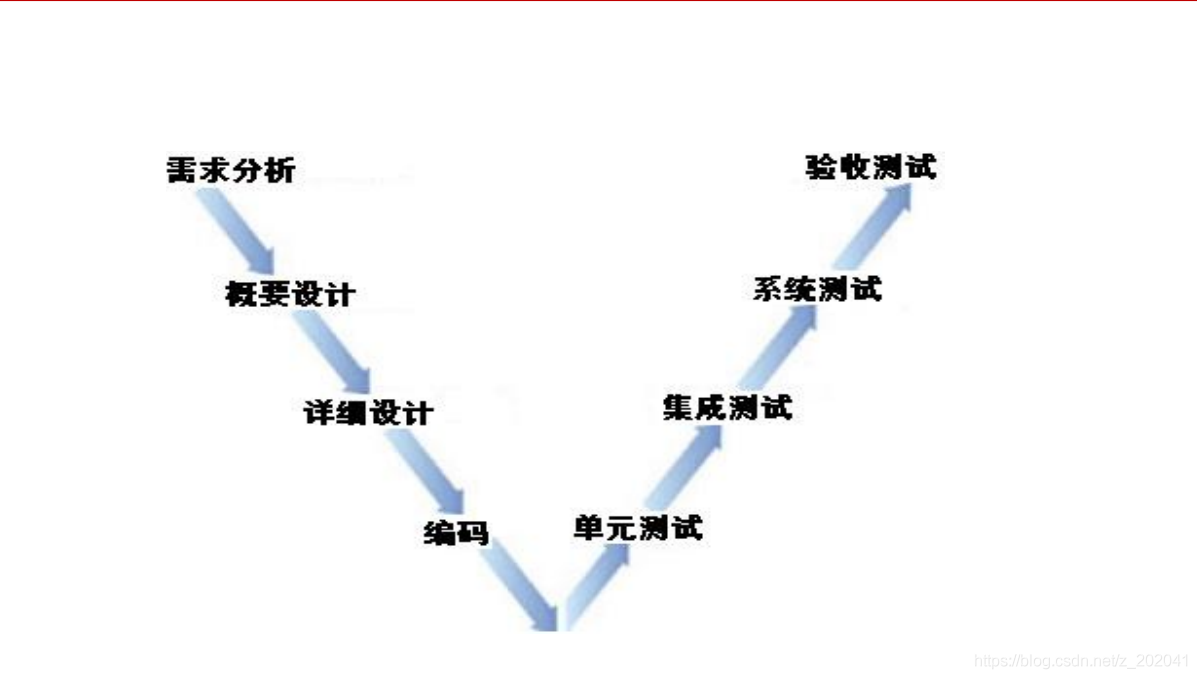 需求分析
验收测试
概要设计
系统测试
详细设计
集成测试
编码
单元测试
https://blog.csdn.net/z_202041